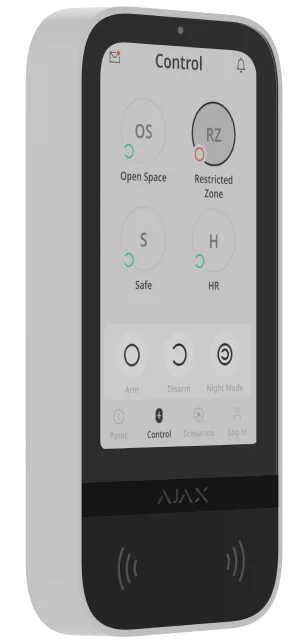 Control
OS
RZ
Open Space
Restricted
Zone
S
H
Safe
HR
Arm
Disarm
Night Mode
Panic
Control
Scenarios
Log in
AJAX